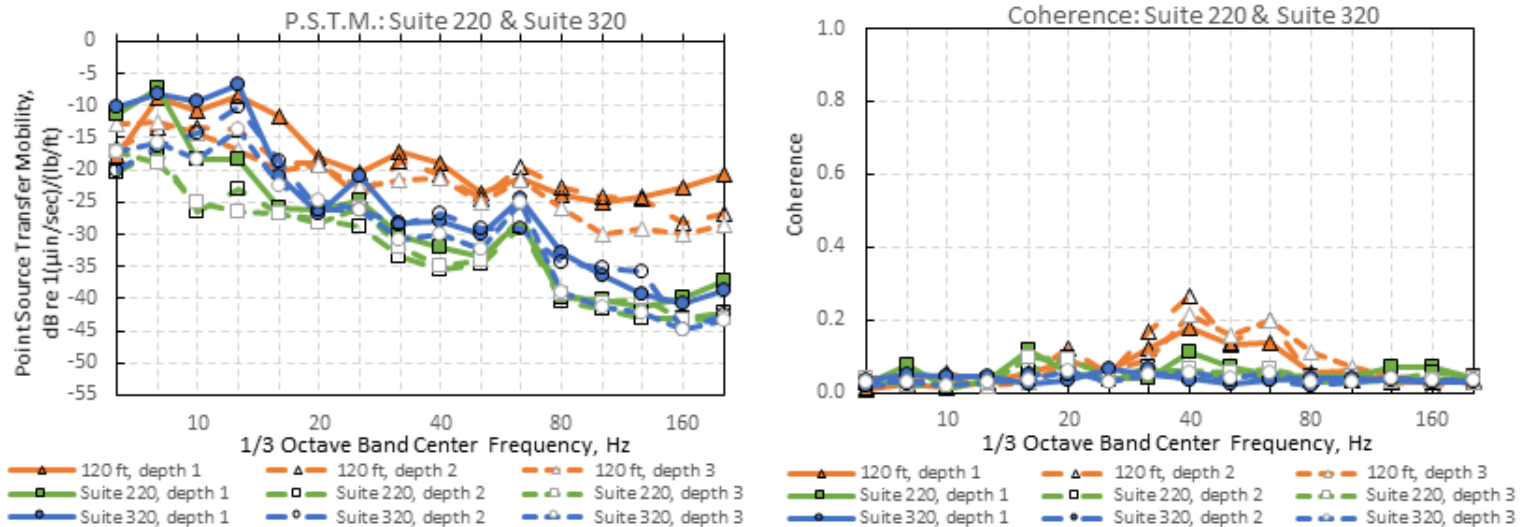 P.S.T.M.: Suite 220 & Suite 320
0
-5
-10
-15
-20
-25
-30
-35
-40
-45
-50
-55
Point Source Transfer Mobility,
dB re 1(μin/sec)/(lb/ft)
10 20 40 80 160
1/3 Octave Band Center Frequency, Hz
120 ft, depth 1 120 ft, depth 2 120 ft, depth 3
Suite 220, depth 1 Suite 220, depth 2 Suite 220, depth 3
Suite 320, depth 1 Suite 320, depth 2 Suite 320, depth 3
Coherence: Suite 220 & Suite 320
1.0
0.8
0.6
0.4
0.2
0.0
Coherence
10 20 40 80 160
1/3 Octave Band Center Frequency, Hz
120 ft, depth 1 120 ft, depth 2 120 ft, depth 3
Suite 220, depth 1 Suite 220, depth 2 Suite 220, depth 3
Suite 320, depth 1 Suite 320, depth 2 Suite 320, depth 3